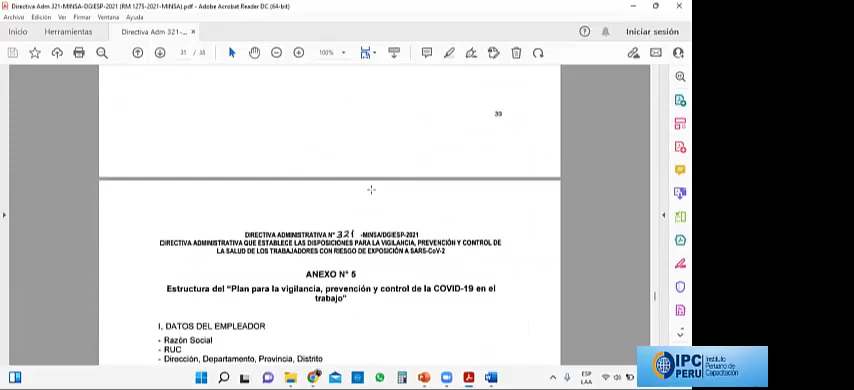 Directiva Adm 321-MINSA-DGIESP-2021 (RM 1275-2021-MINSA).pdf - Adobe Acrobat Reader DC (64-bit)
Archivo Edición Ver Firmar Ventana Ayuda
Inicio Herramientas Directiva Adm 321-... × Iniciar sesión
100%
33
DIRECTIVA ADMINISTRATIVA N° 321 -MINSA/DGIESP-2021
DIRECTIVA ADMINISTRATIVA QUE ESTABLECE LAS DISPOSICIONES PARA LA VIGILANCIA, PREVENCIÓN Y CONTROL DE
LA SALUD DE LOS TRABAJADORES CON RIESGO DE EXPOSICIÓN A SARS-CoV-2
ANEXO N° 5
Estructura del "Plan para la vigilancia, prevención y control de la COVID-19 en el
trabajo"
I. DATOS DEL EMPLEADOR
- Razón Social
- RUC
- Dirección, Departamento, Provincia, Distrito
ESP
LAA
IPC
PERÚ
Instituto
Peruano de
Capacitación